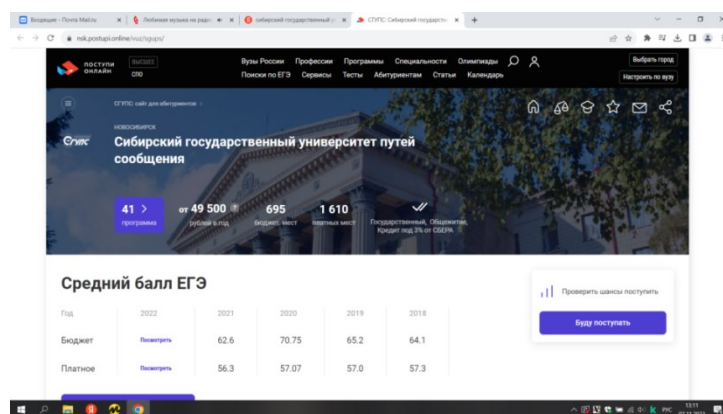 Входящие - Почта Mail.ru
Любимая музыка на радио
сибирский государственный у
СГУПС: Сибирский государстве
nsk.postupi.online/vuz/sgups/
ПОСТУПИ ОНЛАЙН
ВЫСШЕЕ
СПО
Вузы России Профессии Программы Специальности Олимпиады
Поиски по ЕГЭ Сервисы Тесты Абитуриентам Статьи Календарь
Выбрать город
Настроить по вузу
СГУПС: сайт для абитуриентов
НОВОСИБИРСК
Сгупс
Сибирский государственный университет путей
сообщения
41 >
программа
от 49 500 ?
рублей в год
695
бюджет. мест
1 610
платных мест
Государственный, Общежитие,
Кредит под 3% от СБЕРА
Средний балл ЕГЭ
Год 2022 2021 2020 2019 2018
Бюджет Посмотреть 62.6 70.75 65.2 64.1
Платное Посмотреть 56.3 57.07 57.0 57.3
Проверить шансы поступить
Буду поступать
РУС
13:11